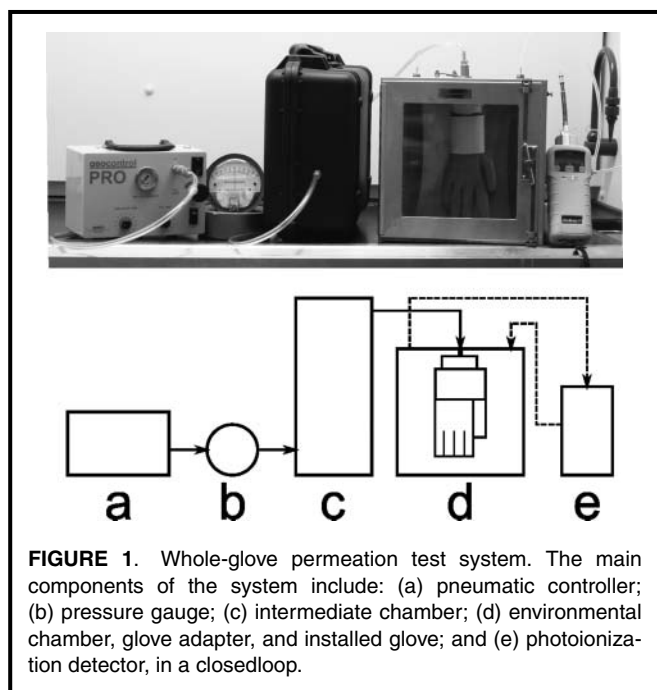 geocontrol
PRO
a b c d e
FIGURE 1. Whole-glove permeation test system. The main
components of the system include: (a) pneumatic controller;
(b) pressure gauge; (c) intermediate chamber; (d) environmental
chamber, glove adapter, and installed glove; and (e) photoioniza-
tion detector, in a closedloop.